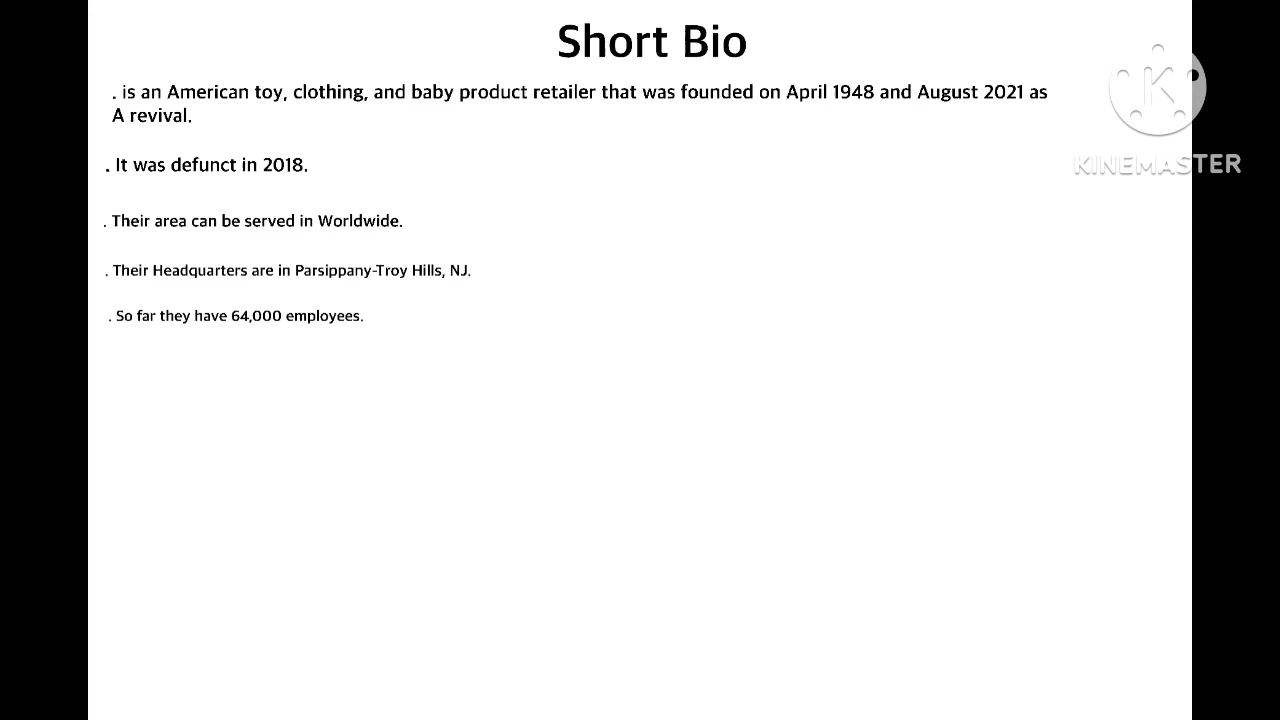 Short Bio
. is an American toy, clothing, and baby product retailer that was founded on April 1948 and August 2021 as
A revival.
. It was defunct in 2018.
. Their area can be served in Worldwide.
. Their Headquarters are in Parsippany-Troy Hills, NJ.
. So far they have 64,000 employees.
K
KINEMASTER